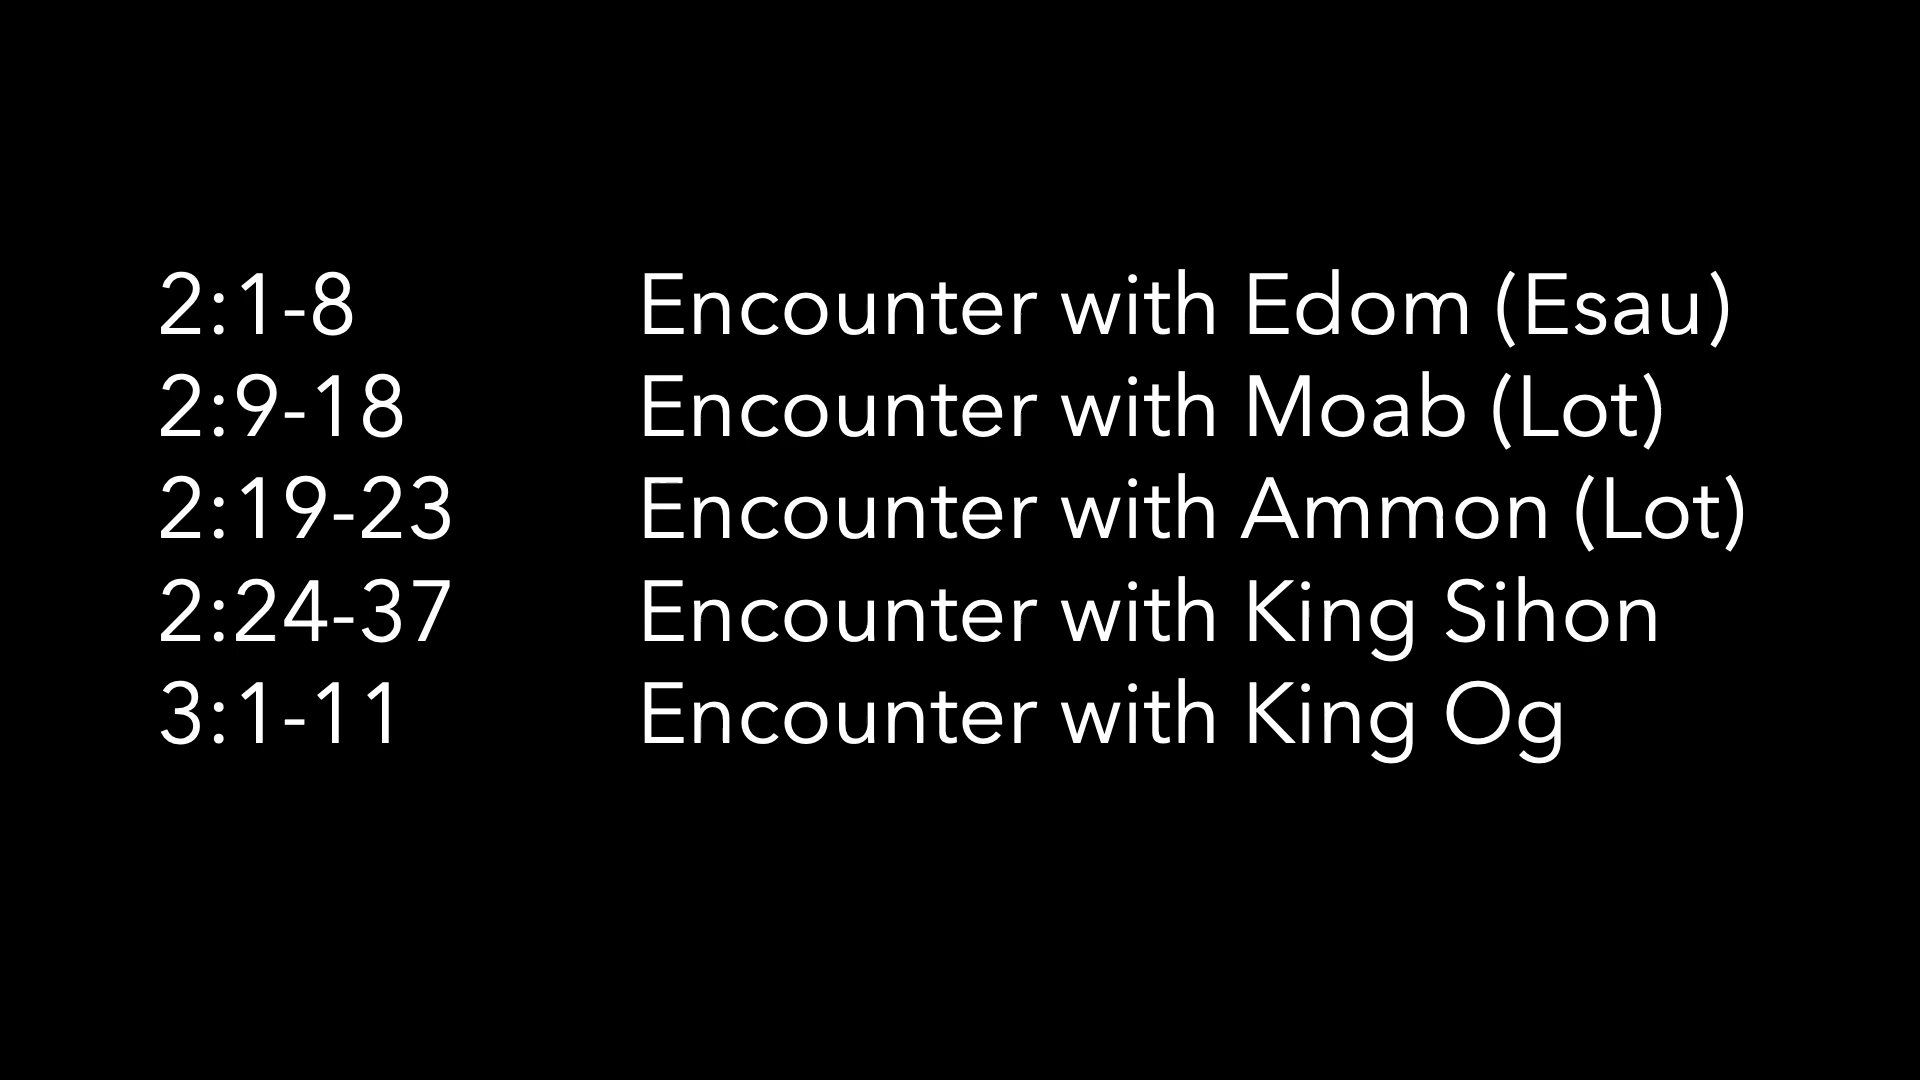 2:1-8 Encounter with Edom (Esau)
2:9-18 Encounter with Moab (Lot)
2:19-23 Encounter with Ammon (Lot)
2:24-37 Encounter with King Sihon
3:1-11 Encounter with King Og